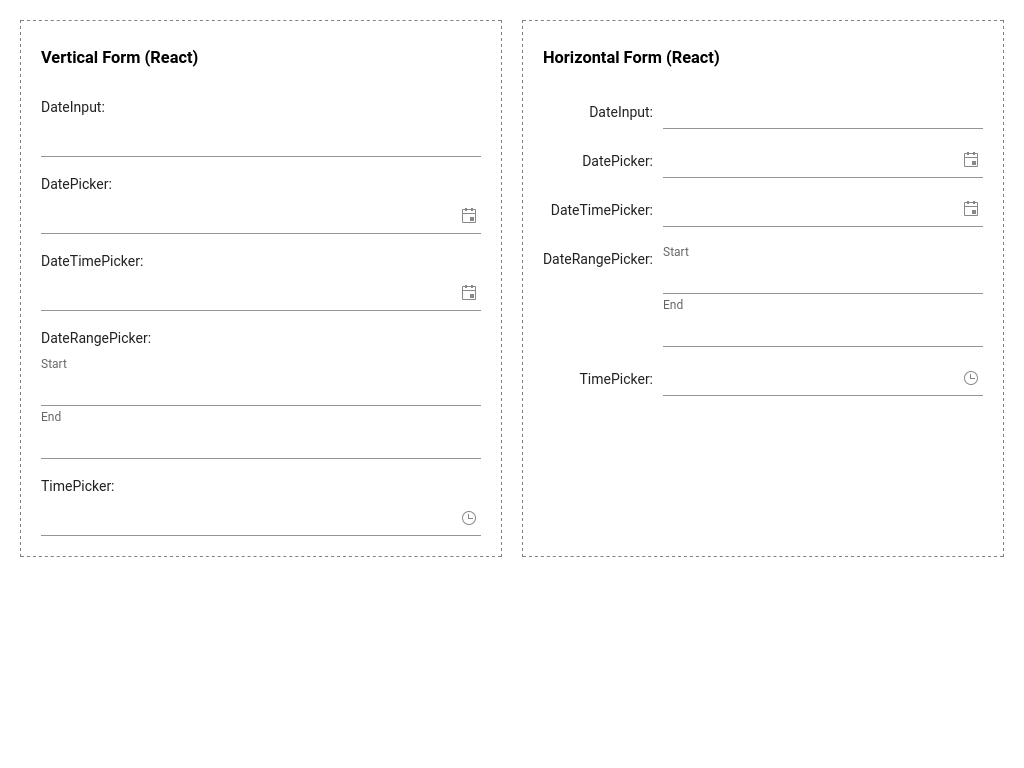 Vertical Form (React)
DateInput:
DatePicker:
DateTimePicker:
DateRangePicker:
Start
End
TimePicker:
Horizontal Form (React)
DateInput:
DatePicker:
DateTimePicker:
DateRangePicker:
Start
End
TimePicker: